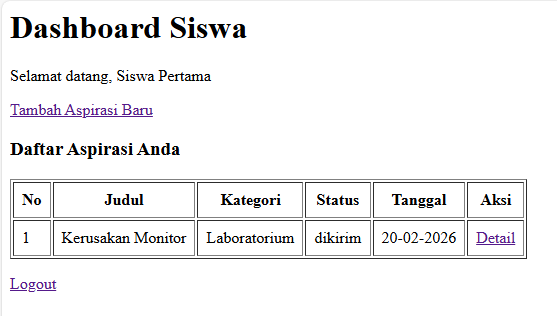 Dashboard Siswa
Selamat datang, Siswa Pertama
Tambah Aspirasi Baru
Daftar Aspirasi Anda
No Judul Kategori Status Tanggal Aksi
1 Kerusakan Monitor Laboratorium dikirim 20-02-2026 Detail
Logout